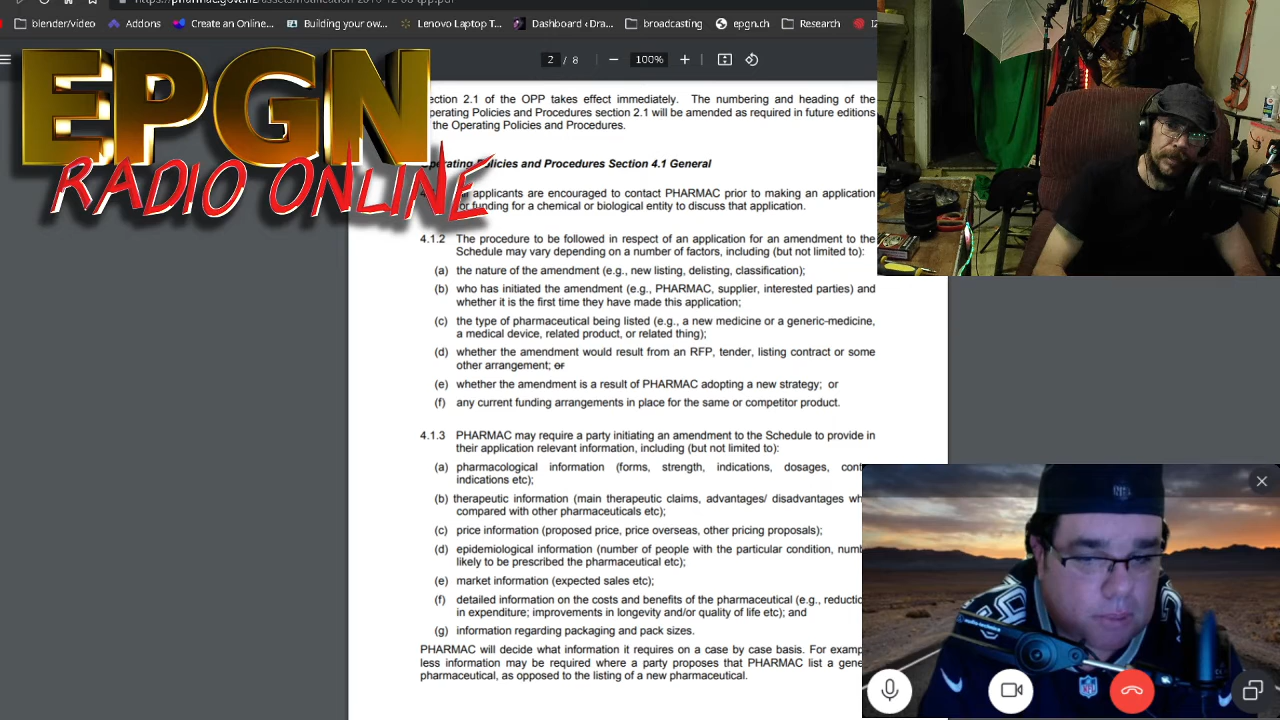 https://pharmac.govt.nz/assets/notification-2010-12-08-opp.pdf
blender/video Addons Create an Online... Building your ow... Lenovo Laptop T... Dashboard ‹ Dra... broadcasting epgn.ch Research
2 / 8 100%
EPGN
RADIO ONLINE
ection 2.1 of the OPP takes effect immediately. The numbering and heading of the
perating Policies and Procedures section 2.1 will be amended as required in future editions
the Operating Policies and Procedures.
Operating Policies and Procedures Section 4.1 General
applicants are encouraged to contact PHARMAC prior to making an application
for funding for a chemical or biological entity to discuss that application.
4.1.2 The procedure to be followed in respect of an application for an amendment to the
Schedule may vary depending on a number of factors, including (but not limited to):
(a) the nature of the amendment (e.g., new listing, delisting, classification);
(b) who has initiated the amendment (e.g., PHARMAC, supplier, interested parties) and
whether it is the first time they have made this application;
(c) the type of pharmaceutical being listed (e.g., a new medicine or a generic-medicine,
a medical device, related product, or related thing);
(d) whether the amendment would result from an RFP, tender, listing contract or some
other arrangement; or
(e) whether the amendment is a result of PHARMAC adopting a new strategy; or
(f) any current funding arrangements in place for the same or competitor product.
4.1.3 PHARMAC may require a party initiating an amendment to the Schedule to provide in
their application relevant information, including (but not limited to):
(a) pharmacological information (forms, strength, indications, dosages, cont
indications etc);
(b) therapeutic information (main therapeutic claims, advantages/ disadvantages wh
compared with other pharmaceuticals etc);
(c) price information (proposed price, price overseas, other pricing proposals);
(d) epidemiological information (number of people with the particular condition, numb
likely to be prescribed the pharmaceutical etc);
(e) market information (expected sales etc);
(f) detailed information on the costs and benefits of the pharmaceutical (e.g., reductio
in expenditure; improvements in longevity and/or quality of life etc); and
(g) information regarding packaging and pack sizes.
PHARMAC will decide what information it requires on a case by case basis. For examp
less information may be required where a party proposes that PHARMAC list a gene
pharmaceutical, as opposed to the listing of a new pharmaceutical.
NFL